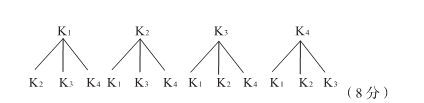 K₁ K₂ K₃ K₄
K₂ K₃ K₄ K₁ K₃ K₄ K₁ K₂ K₄ K₁ K₂ K₃ (8分)